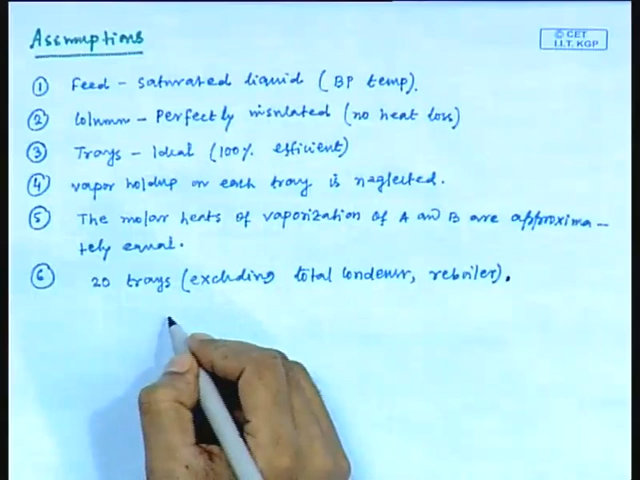 Assumptions
© CET
I.I.T. KGP
① Feed - Saturated liquid (BP temp).
② Column - Perfectly insulated (no heat loss)
③ Trays - Ideal (100% efficient)
④ vapor holdup on each tray is neglected.
⑤ The molar heats of vaporization of A and B are approxima-
tely equal.
⑥ 20 trays (excluding total condenser, reboiler).